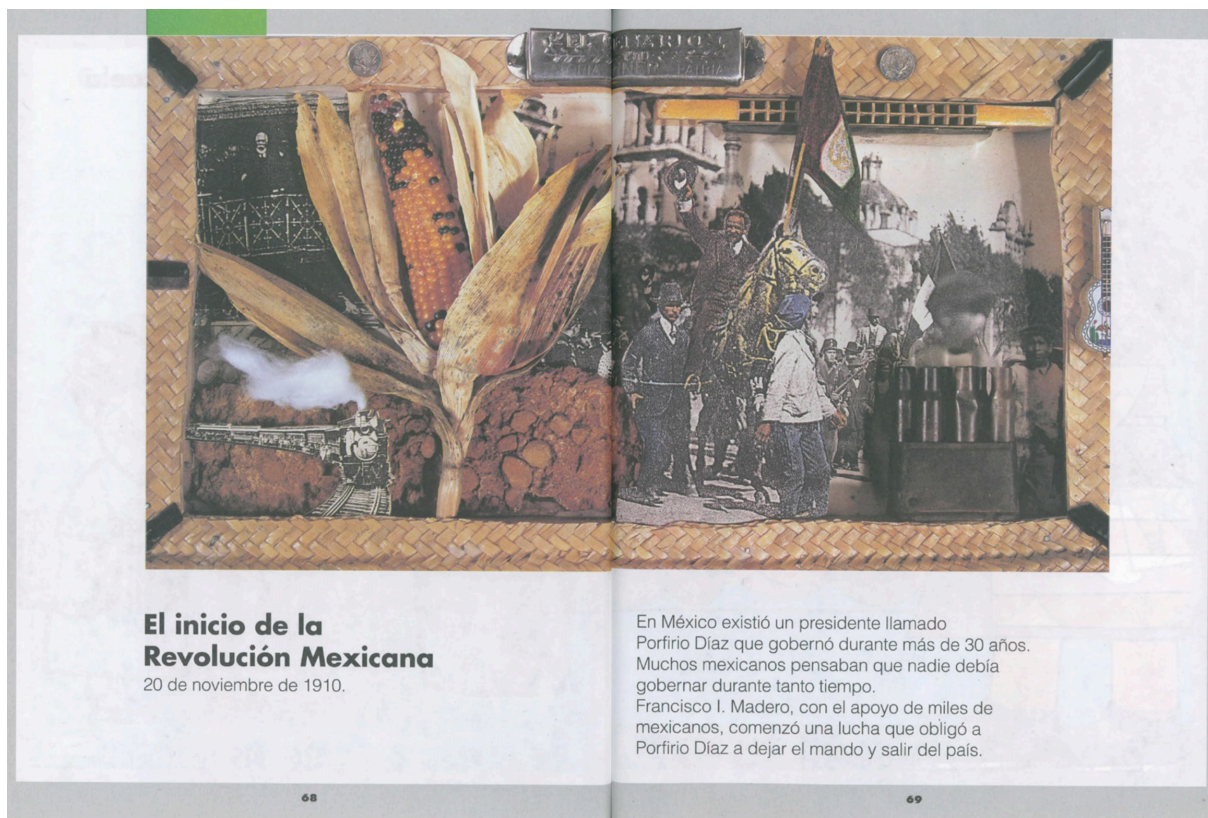 El inicio de la
Revolución Mexicana
20 de noviembre de 1910.
En México existió un presidente llamado
Porfirio Díaz que gobernó durante más de 30 años.
Muchos mexicanos pensaban que nadie debía
gobernar durante tanto tiempo.
Francisco I. Madero, con el apoyo de miles de
mexicanos, comenzó una lucha que obligó a
Porfirio Díaz a dejar el mando y salir del país.
68
69